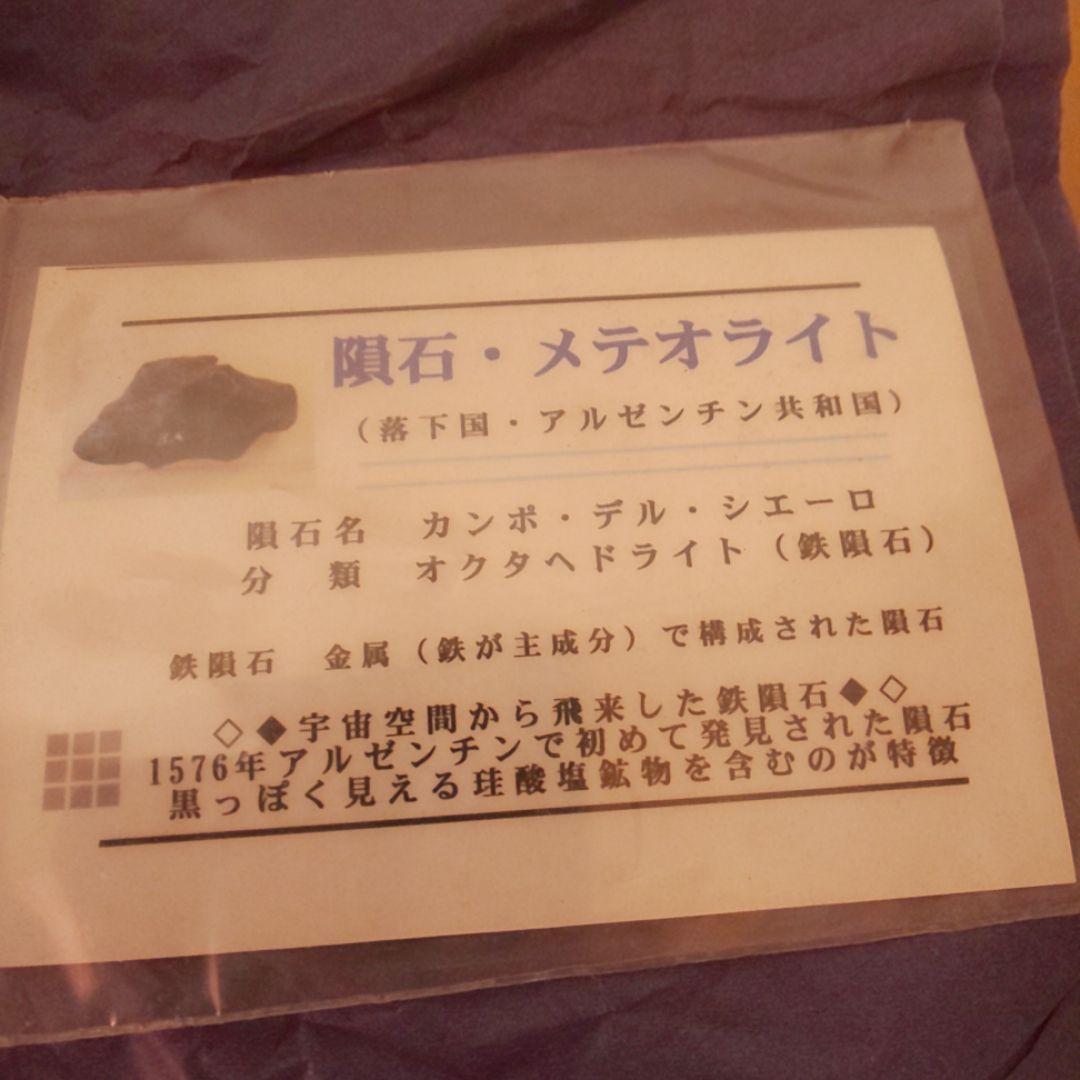 隕石・メテオライト
(落下国・アルゼンチン共和国)
隕石名 カンポ・デル・シエーロ
分 類 オクタヘドライト(鉄隕石)
鉄隕石 金属(鉄が主成分)で構成された隕石
◇◆宇宙空間から飛来した鉄隕石◆◇
1576年アルゼンチンで初めて発見された隕石
黒っぽく見える珪酸塩鉱物を含むのが特徴